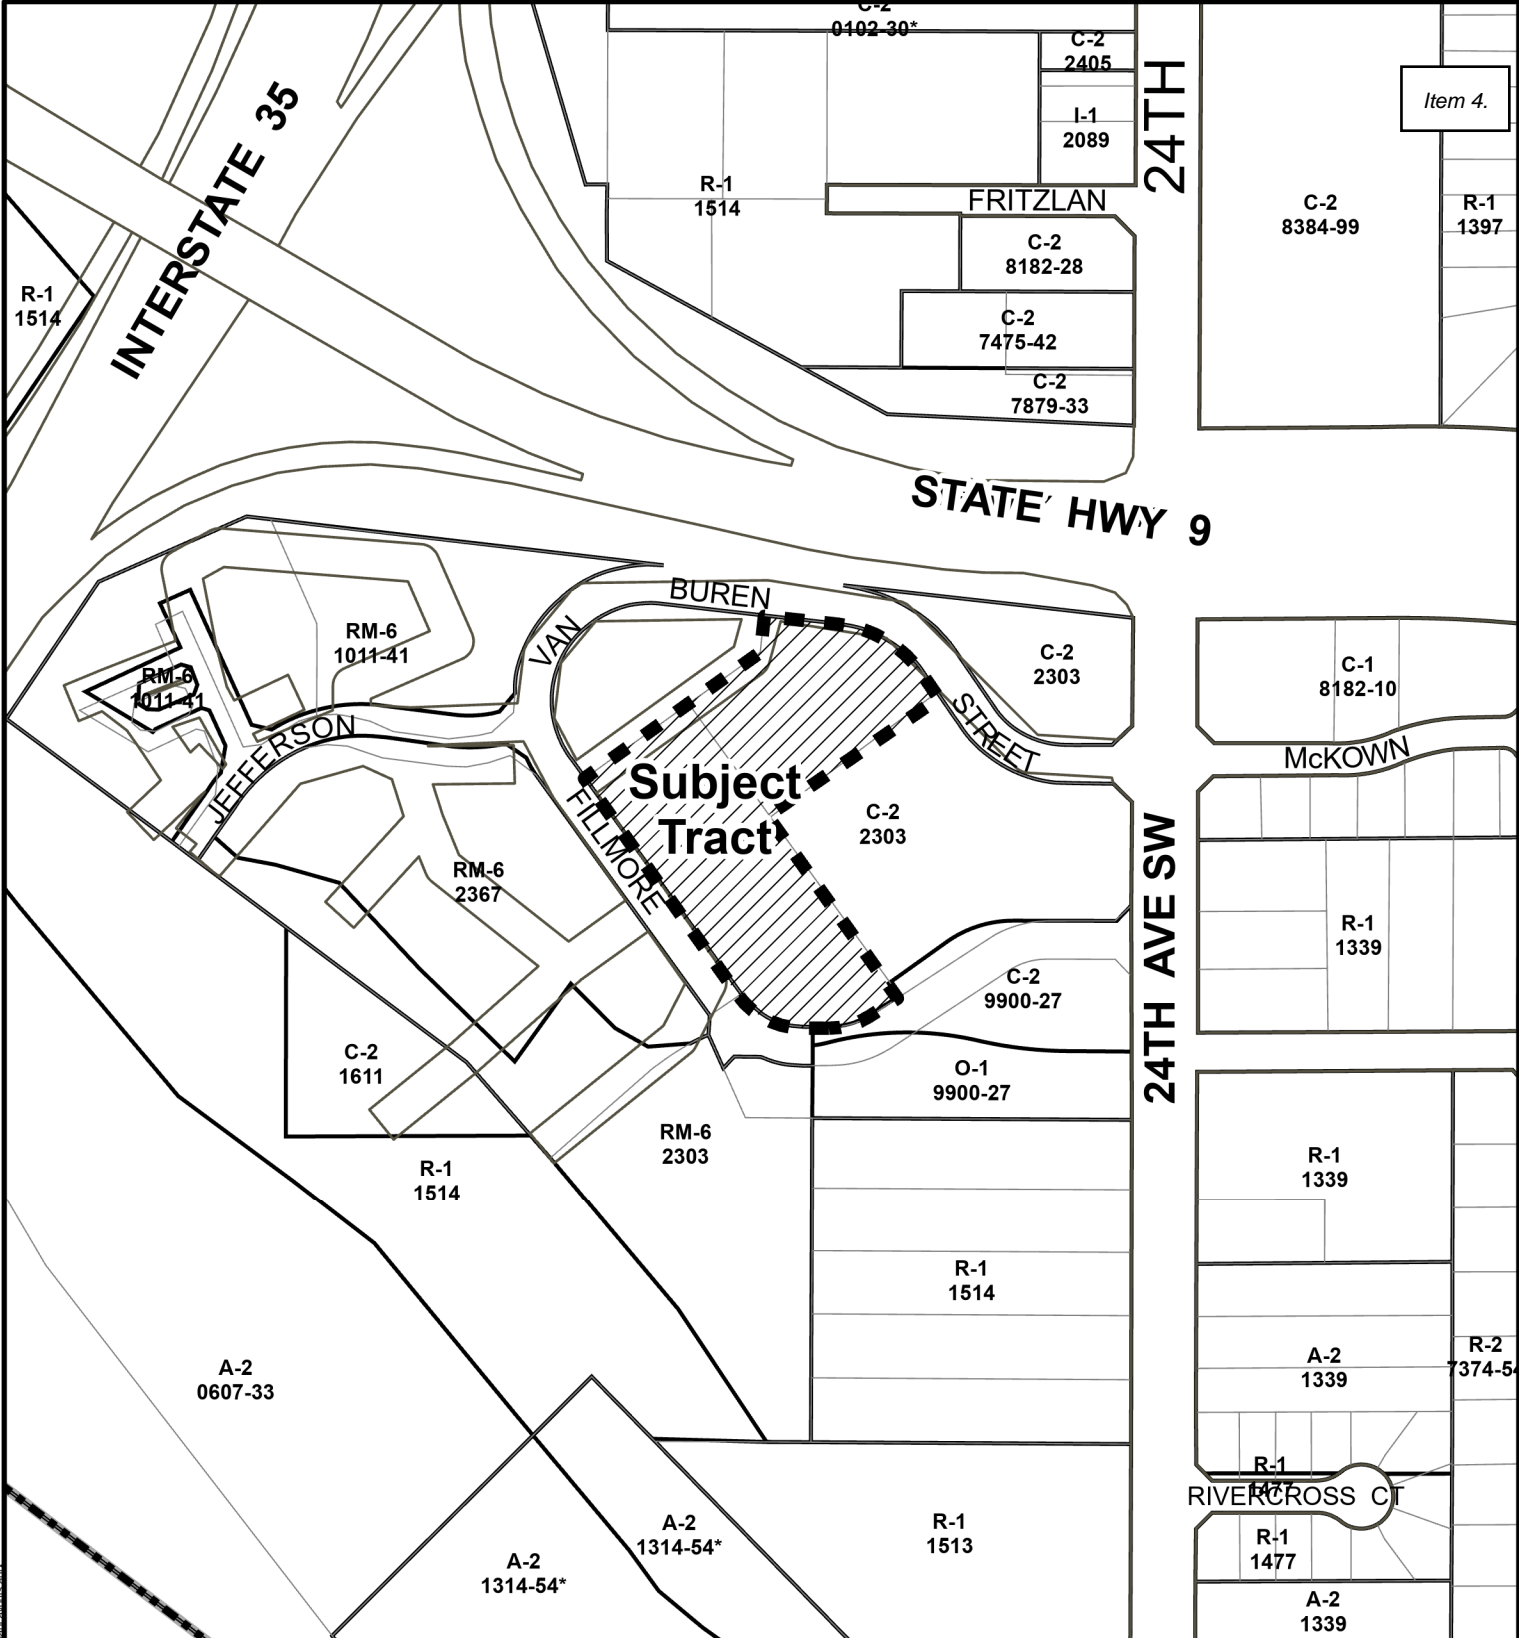 C-2
0102-30*
C-2
2405
24TH
Item 4.
INTERSTATE 35
I-1
2089
R-1
1514
FRITZLAN
C-2
8384-99
R-1
1397
C-2
8182-28
R-1
1514
C-2
7475-42
C-2
7879-33
STATE HWY 9
BUREN
VAN
RM-6
1011-41
C-2
2303
C-1
8182-10
RM-6
1011-41
STREET
JEFFERSON
McKOWN
Subject
Tract
FILLMORE
C-2
2303
RM-6
2367
24TH AVE SW
R-1
1339
C-2
9900-27
C-2
1611
O-1
9900-27
RM-6
2303
R-1
1514
R-1
1339
R-1
1514
A-2
0607-33
A-2
1339
R-2
7374-54
R-1
1477
RIVERCROSS CT
A-2
1314-54*
R-1
1513
R-1
1477
A-2
1314-54*
A-2
1339